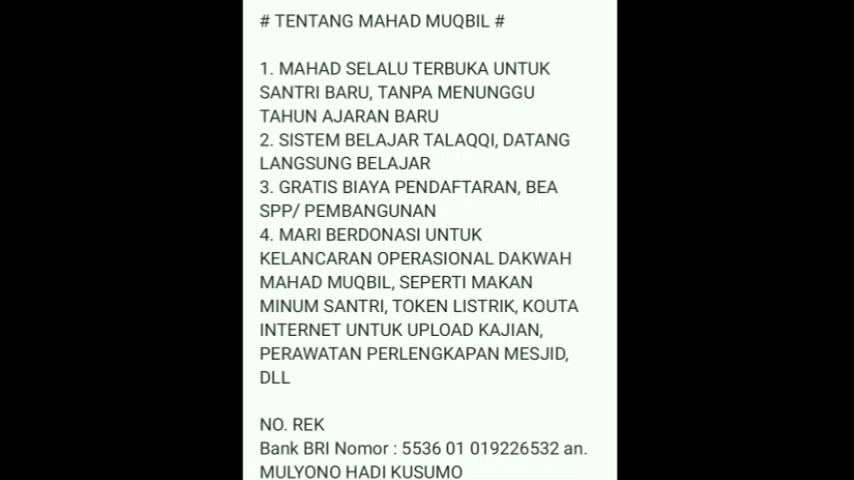 # TENTANG MAHAD MUQBIL #
1. MAHAD SELALU TERBUKA UNTUK
SANTRI BARU, TANPA MENUNGGU
TAHUN AJARAN BARU
2. SISTEM BELAJAR TALAQQI, DATANG
LANGSUNG BELAJAR
3. GRATIS BIAYA PENDAFTARAN, BEA
SPP/ PEMBANGUNAN
4. MARI BERDONASI UNTUK
KELANCARAN OPERASIONAL DAKWAH
MAHAD MUQBIL, SEPERTI MAKAN
MINUM SANTRI, TOKEN LISTRIK, KOUTA
INTERNET UNTUK UPLOAD KAJIAN,
PERAWATAN PERLENGKAPAN MESJID,
DLL
NO. REK
Bank BRI Nomor : 5536 01 019226532 an.
MULYONO HADI KUSUMO